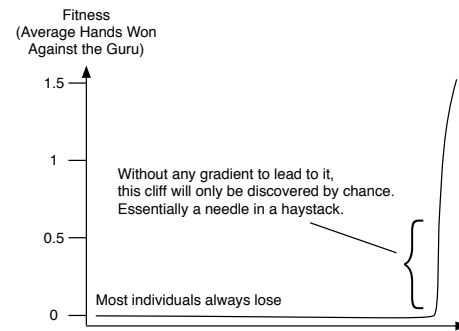 Fitness
(Average Hands Won
Against the Guru)
1.5
1
Without any gradient to lead to it,
this cliff will only be discovered by chance.
Essentially a needle in a haystack.
0.5
Most individuals always lose
0